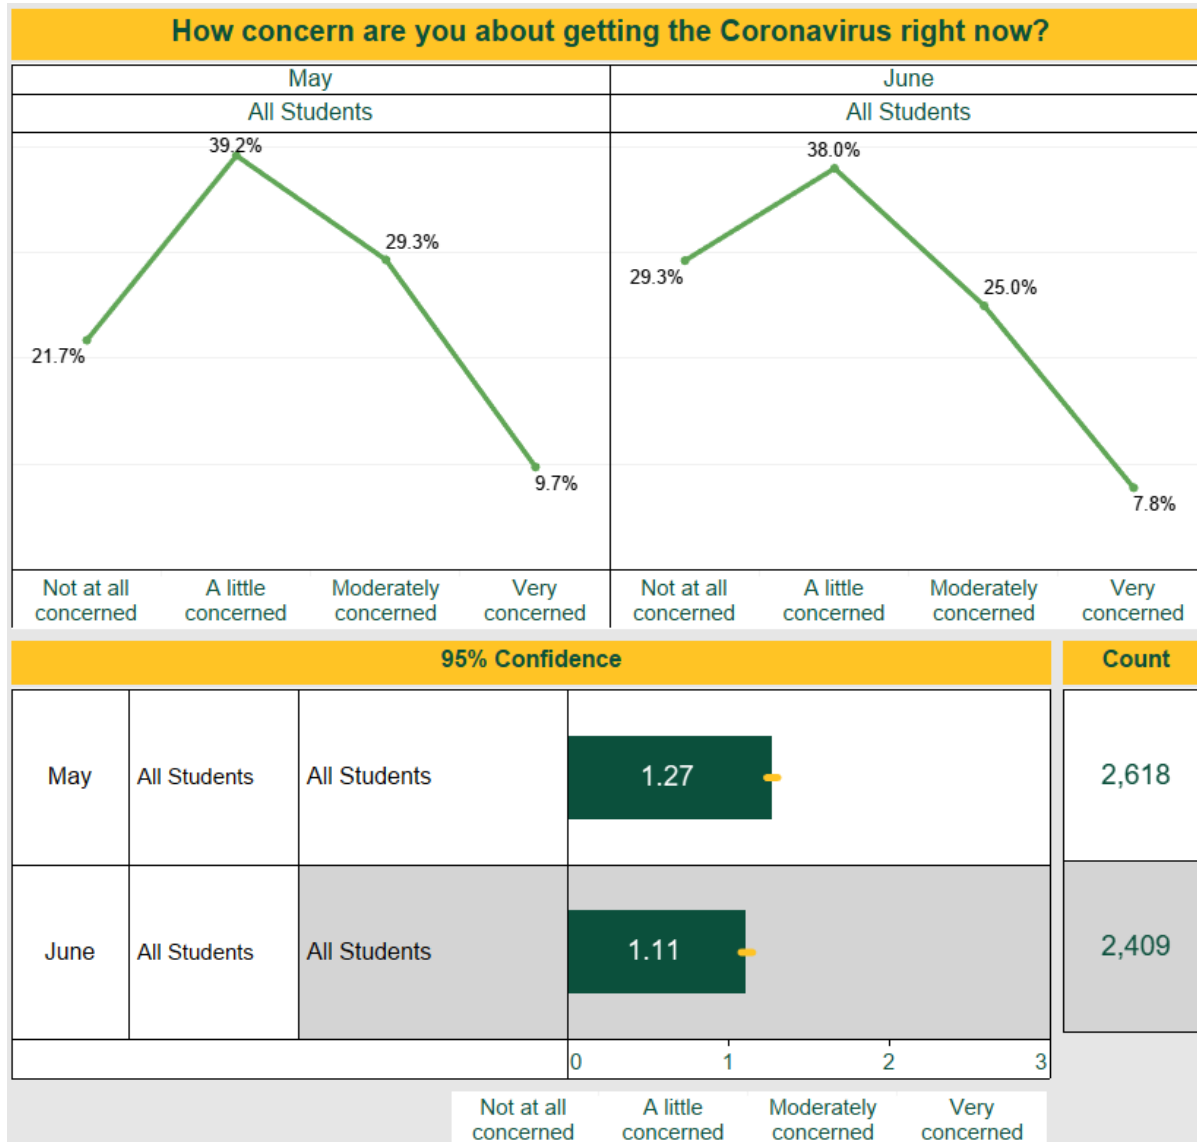 How concern are you about getting the Coronavirus right now?
May
June
All Students
All Students
39.2%
38.0%
29.3%
29.3%
25.0%
21.7%
9.7%
7.8%
Not at all concerned
A little concerned
Moderately concerned
Very concerned
Not at all concerned
A little concerned
Moderately concerned
Very concerned
95% Confidence
Count
May
All Students
All Students
1.27
2,618
June
All Students
All Students
1.11
2,409
0
1
2
3
Not at all concerned
A little concerned
Moderately concerned
Very concerned